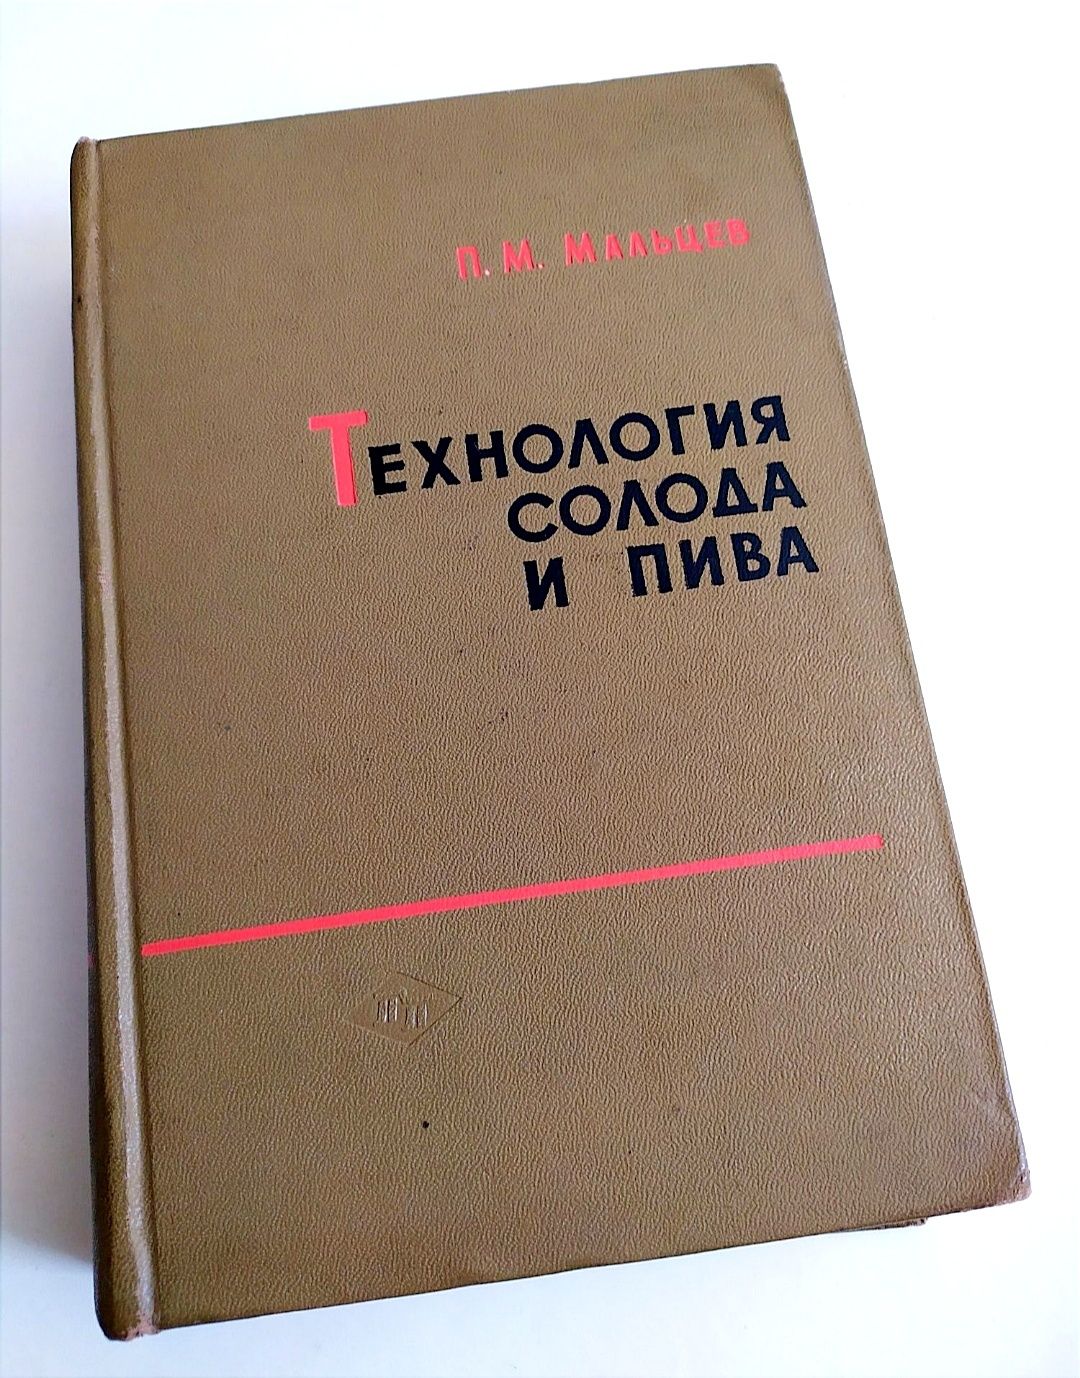 П. М. Мальцев
Технология
солода
и пива